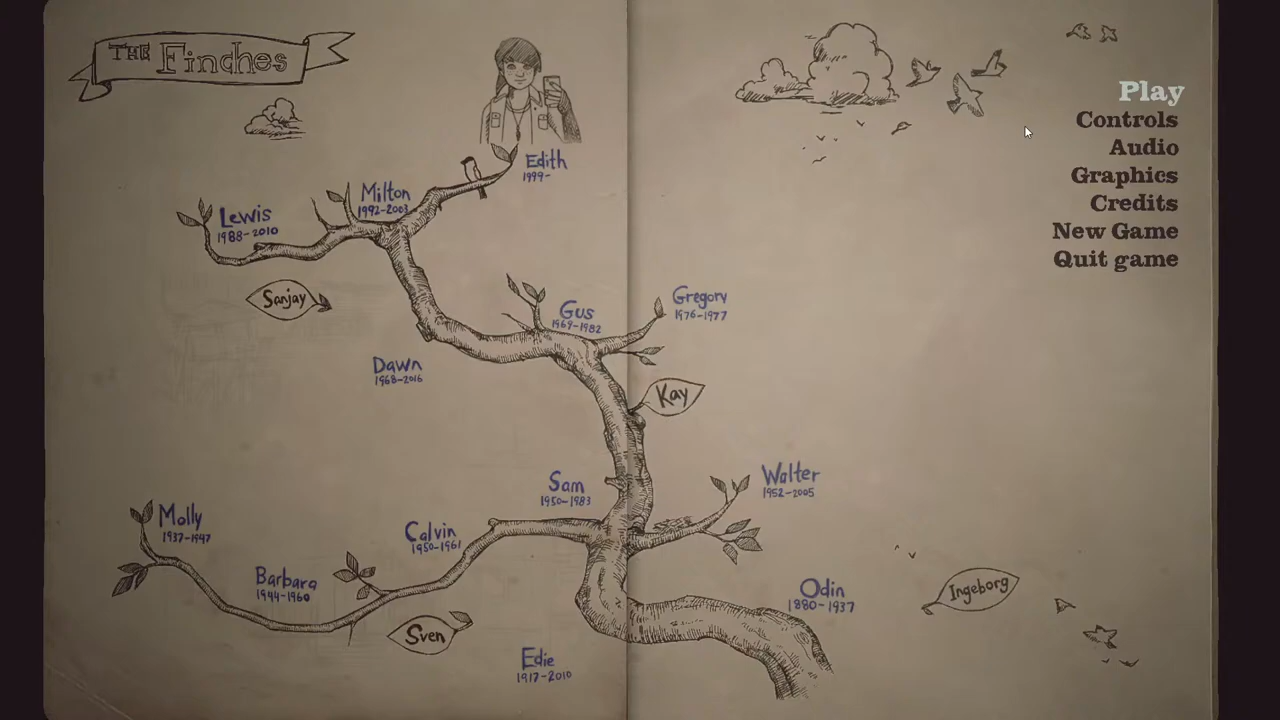 THE Finches
Play
Controls
Audio
Graphics
Credits
New Game
Quit game
Edith
1999-
Milton
1992-2003
Lewis
1988-2010
Sanjay
Gus
1969-1982
Gregory
1976-1977
Dawn
1968-2016
Kay
Sam
1950-1983
Walter
1952-2005
Molly
1937-1947
Calvin
1950-1961
Barbara
1944-1960
Odin
1880-1937
Ingeborg
Sven
Edie
1917-2010